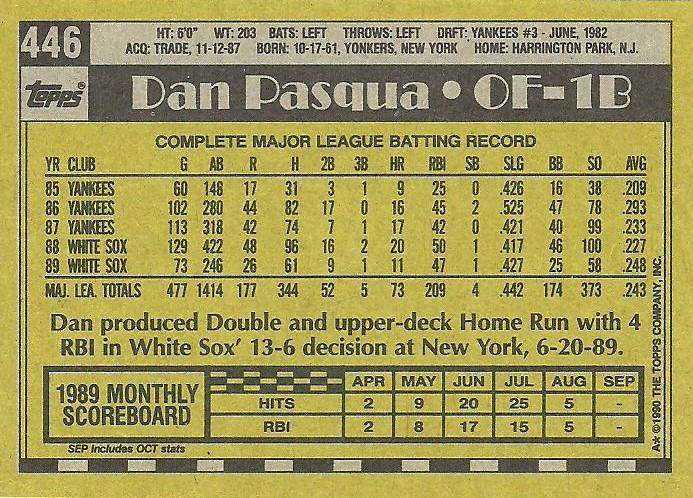 446
HT: 6'0" WT: 203 BATS: LEFT THROWS: LEFT DRFT: YANKEES #3 - JUNE, 1982
ACQ: TRADE, 11-12-87 BORN: 10-17-61, YONKERS, NEW YORK HOME: HARRINGTON PARK, N.J.
TOPPS®
Dan Pasqua • OF-1B
COMPLETE MAJOR LEAGUE BATTING RECORD
YR CLUB G AB R H 2B 3B HR RBI SB SLG BB SO AVG
85 YANKEES 60 148 17 31 3 1 9 25 0 .426 16 38 .209
86 YANKEES 102 280 44 82 17 0 16 45 2 .525 47 78 .293
87 YANKEES 113 318 42 74 7 1 17 42 0 .421 40 99 .233
88 WHITE SOX 129 422 48 96 16 2 20 50 1 .417 46 100 .227
89 WHITE SOX 73 246 26 61 9 1 11 47 1 .427 25 58 .248
MAJ. LEA. TOTALS 477 1414 177 344 52 5 73 209 4 .442 174 373 .243
Dan produced Double and upper-deck Home Run with 4
RBI in White Sox' 13-6 decision at New York, 6-20-89.
1989 MONTHLY
SCOREBOARD
APR MAY JUN JUL AUG SEP
HITS 2 9 20 25 5 -
RBI 2 8 17 15 5 -
SEP Includes OCT stats
A* © 1990 THE TOPPS COMPANY, INC.